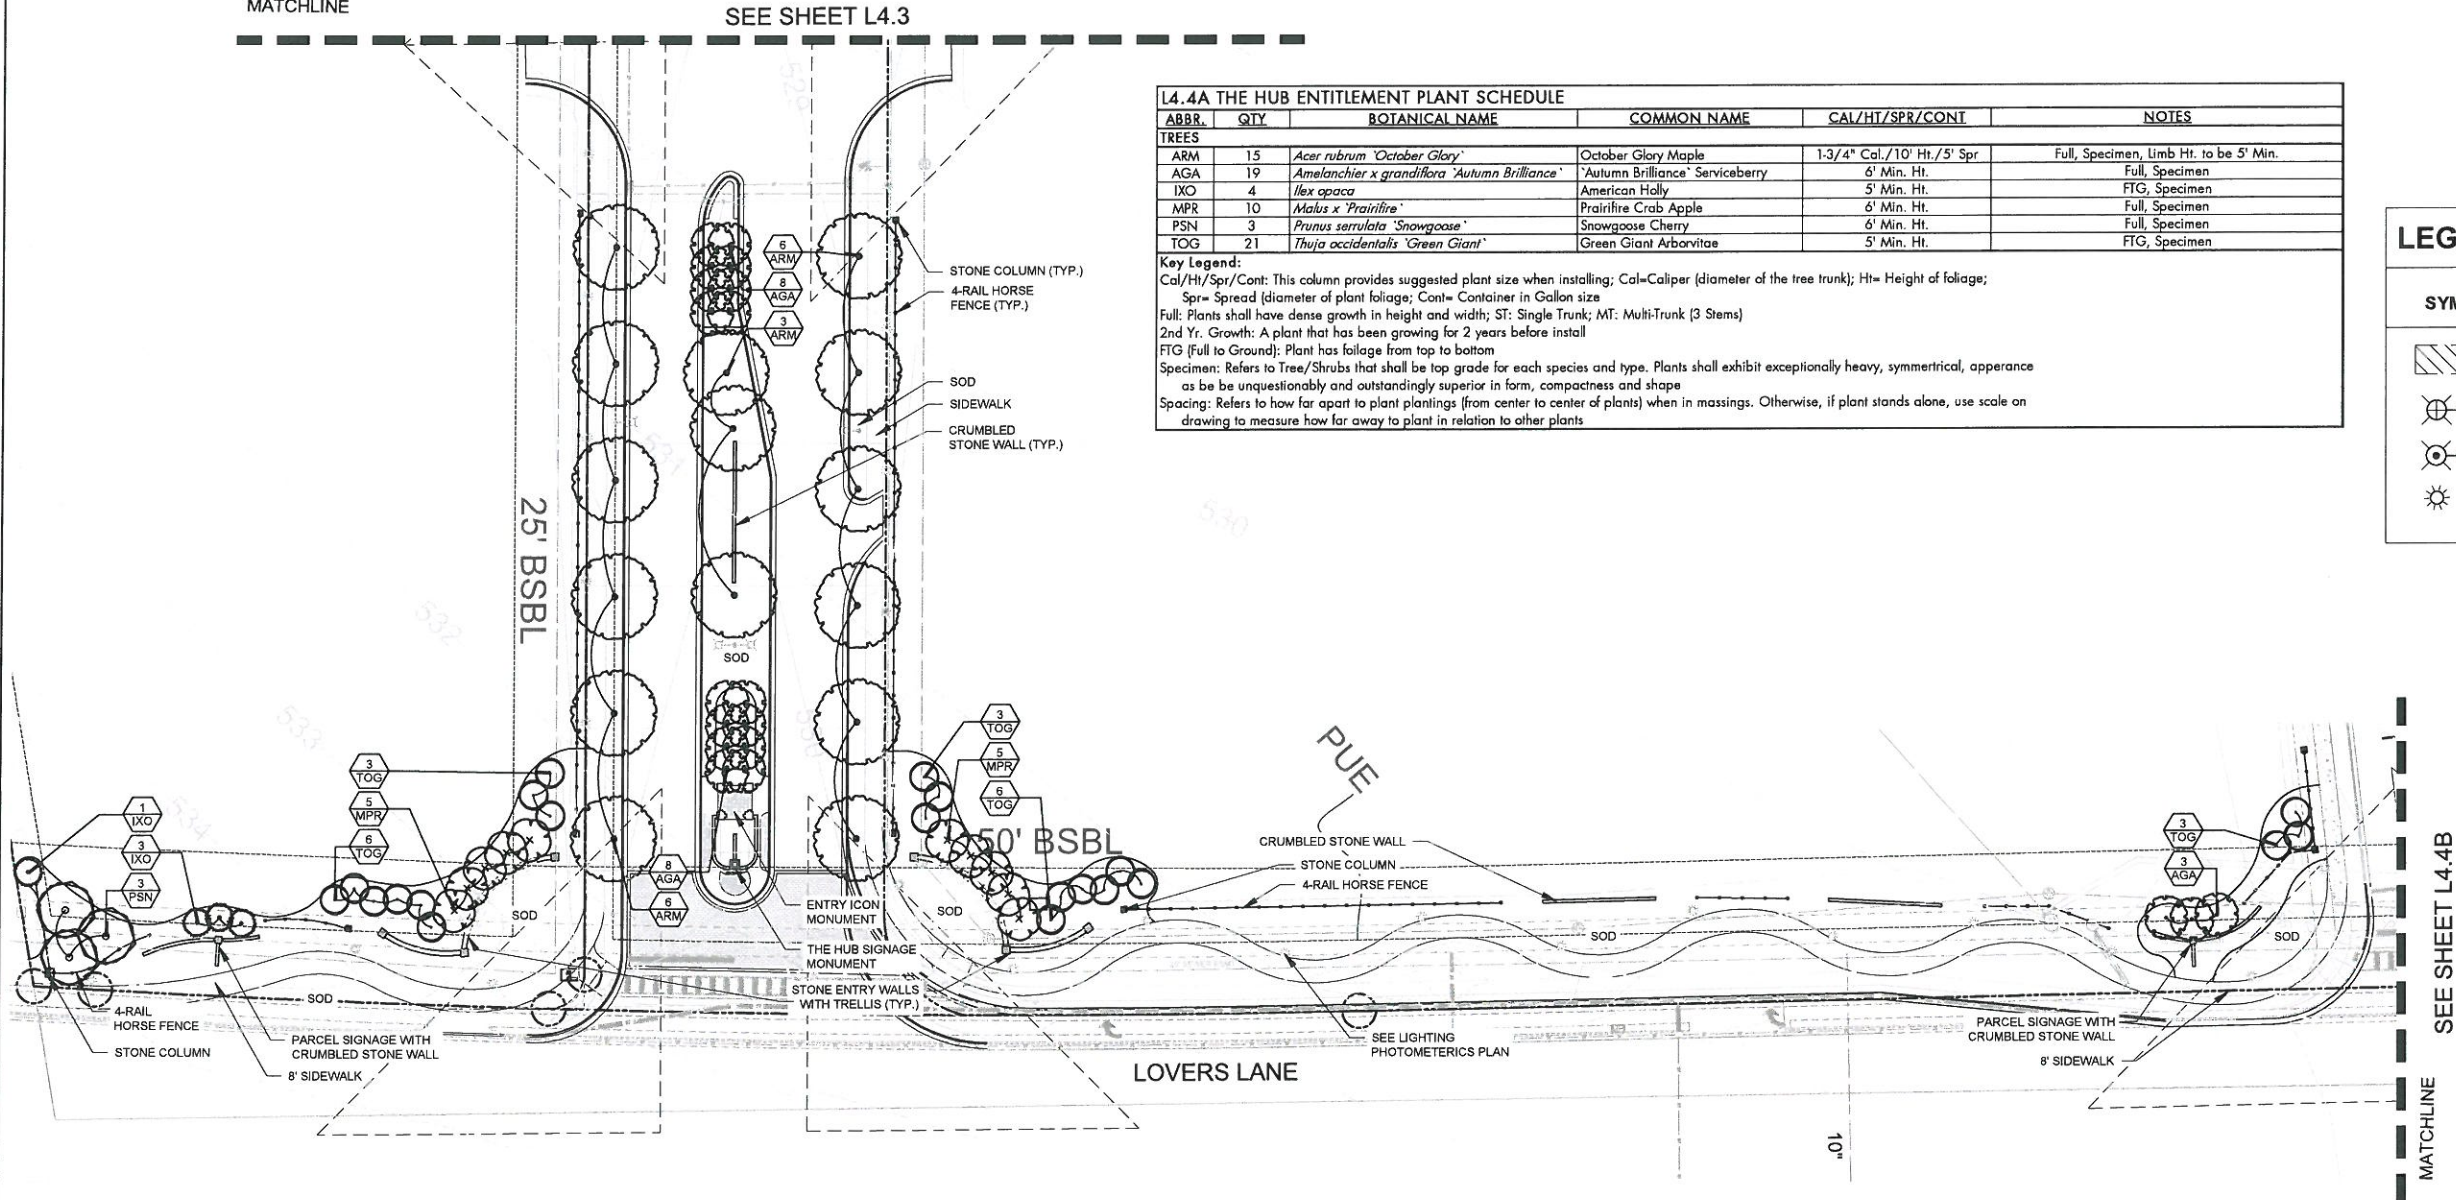 MATCHLINE
SEE SHEET L4.3
L4.4A THE HUB ENTITLEMENT PLANT SCHEDULE
ABBR. QTY BOTANICAL NAME COMMON NAME CAL/HT/SPR/CONT NOTES
TREES
ARM 15 Acer rubrum `October Glory` October Glory Maple 1-3/4" Cal./10' Ht./5' Spr Full, Specimen, Limb Ht. to be 5' Min.
AGA 19 Amelanchier x grandiflora `Autumn Brilliance` `Autumn Brilliance` Serviceberry 6' Min. Ht. Full, Specimen
IXO 4 Ilex opaca American Holly 5' Min. Ht. FTG, Specimen
MPR 10 Malus x `Prairifire` Prairifire Crab Apple 6' Min. Ht. Full, Specimen
PSN 3 Prunus serrulata `Snowgoose` Snowgoose Cherry 6' Min. Ht. Full, Specimen
TOG 21 Thuja occidentalis `Green Giant` Green Giant Arborvitae 5' Min. Ht. FTG, Specimen
Key Legend:
Cal/Ht/Spr/Cont: This column provides suggested plant size when installing; Cal=Caliper (diameter of the tree trunk); Ht= Height of foliage;
Spr= Spread (diameter of plant foliage; Cont= Container in Gallon size
Full: Plants shall have dense growth in height and width; ST: Single Trunk; MT: Multi-Trunk (3 Stems)
2nd Yr. Growth: A plant that has been growing for 2 years before install
FTG (Full to Ground): Plant has foilage from top to bottom
Specimen: Refers to Tree/Shrubs that shall be top grade for each species and type. Plants shall exhibit exceptionally heavy, symmertrical, apperance
as be be unquestionably and outstandingly superior in form, compactness and shape
Spacing: Refers to how far apart to plant plantings (from center to center of plants) when in massings. Otherwise, if plant stands alone, use scale on
drawing to measure how far away to plant in relation to other plants
LEG
SYM
6
ARM
8
AGA
3
ARM
STONE COLUMN (TYP.)
4-RAIL HORSE
FENCE (TYP.)
SOD
SIDEWALK
CRUMBLED
STONE WALL (TYP.)
529
531
530
532
533
534
530
25' BSBL
SOD
3
TOG
5
MPR
6
TOG
1
IXO
3
IXO
3
PSN
3
TOG
5
MPR
6
TOG
50' BSBL
PUE
CRUMBLED STONE WALL
STONE COLUMN
4-RAIL HORSE FENCE
3
TOG
3
AGA
8
AGA
6
ARM
SOD
SOD
SOD
SOD
SOD
ENTRY ICON
MONUMENT
THE HUB SIGNAGE
MONUMENT
STONE ENTRY WALLS
WITH TRELLIS (TYP.)
4-RAIL
HORSE FENCE
STONE COLUMN
PARCEL SIGNAGE WITH
CRUMBLED STONE WALL
8' SIDEWALK
SEE LIGHTING
PHOTOMETERICS PLAN
LOVERS LANE
PARCEL SIGNAGE WITH
CRUMBLED STONE WALL
8' SIDEWALK
10"
SEE SHEET L4.4B
MATCHLINE